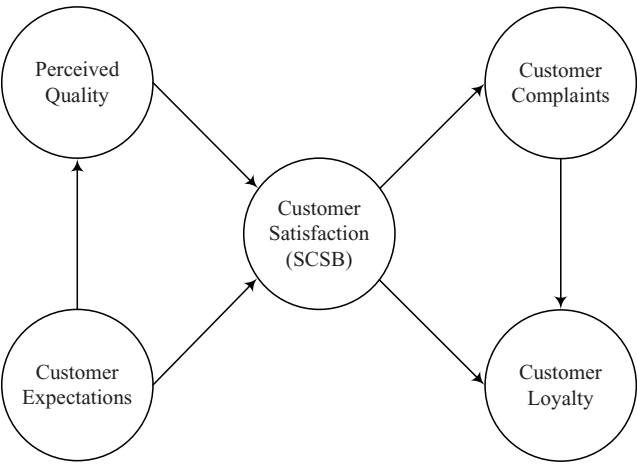 Perceived
Quality
Customer
Complaints
Customer
Satisfaction
(SCSB)
Customer
Expectations
Customer
Loyalty